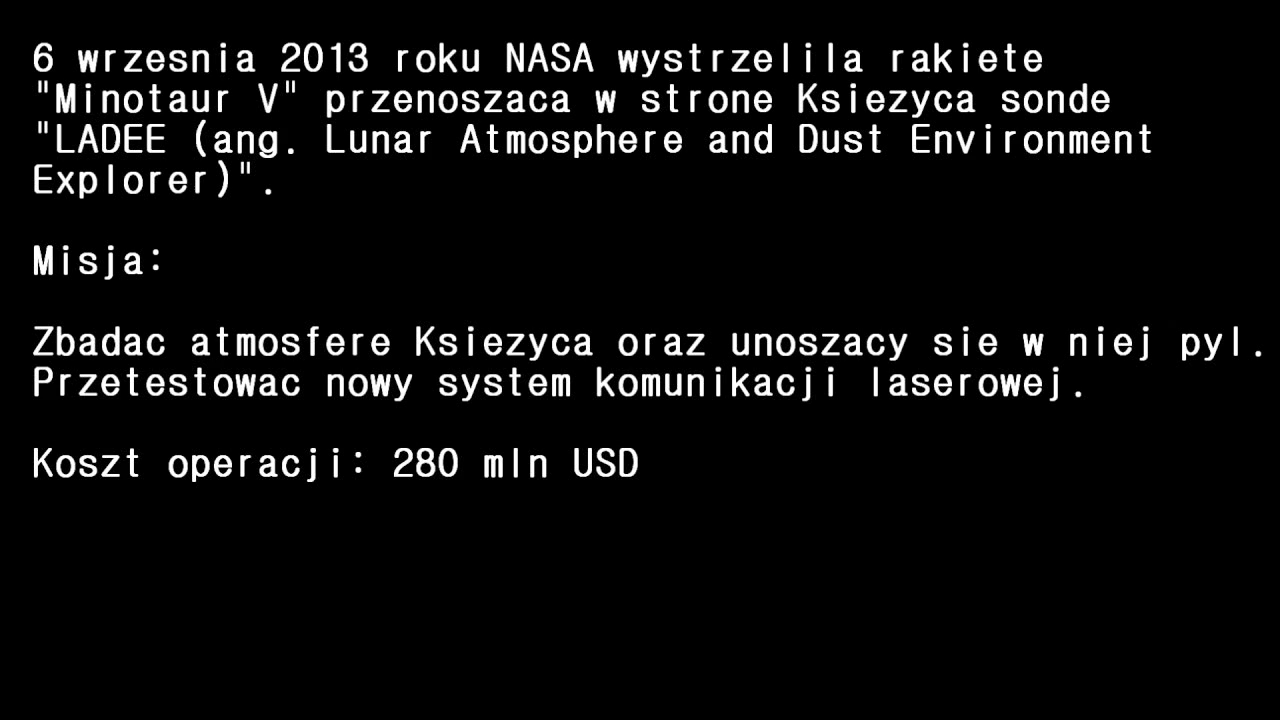 6 wrzesnia 2013 roku NASA wystrzelila rakiete
"Minotaur V" przenoszaca w strone Ksiezyca sonde
"LADEE (ang. Lunar Atmosphere and Dust Environment
Explorer)".
Misja:
Zbadac atmosfere Ksiezyca oraz unoszacy sie w niej pyl.
Przetestowac nowy system komunikacji laserowej.
Koszt operacji: 280 mln USD